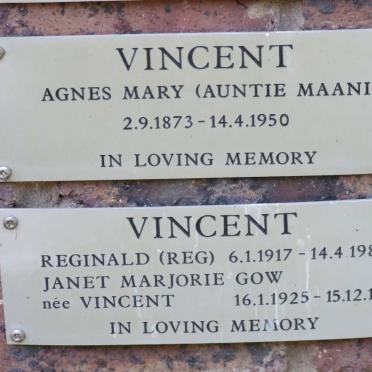 VINCENT
AGNES MARY (AUNTIE MAANI
2.9.1873 - 14.4.1950
IN LOVING MEMORY
VINCENT
REGINALD (REG) 6.1.1917 - 14.4.198
JANET MARJORIE GOW
née VINCENT 16.1.1925 - 15.12.1
IN LOVING MEMORY